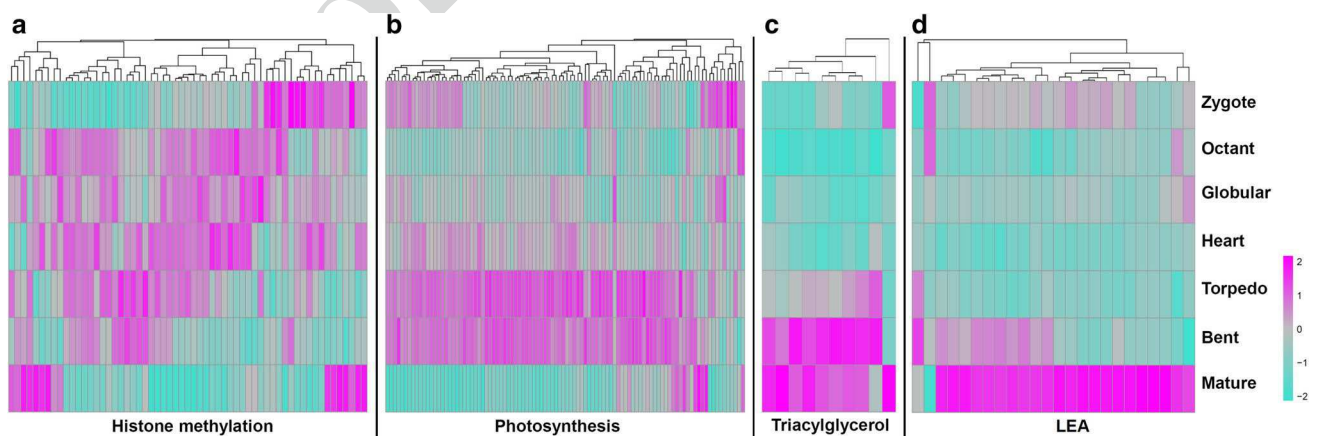 a b c d
Zygote
Octant
Globular
Heart
Torpedo
Bent
Mature
2
1
0
−1
−2
Histone methylation Photosynthesis Triacylglycerol LEA